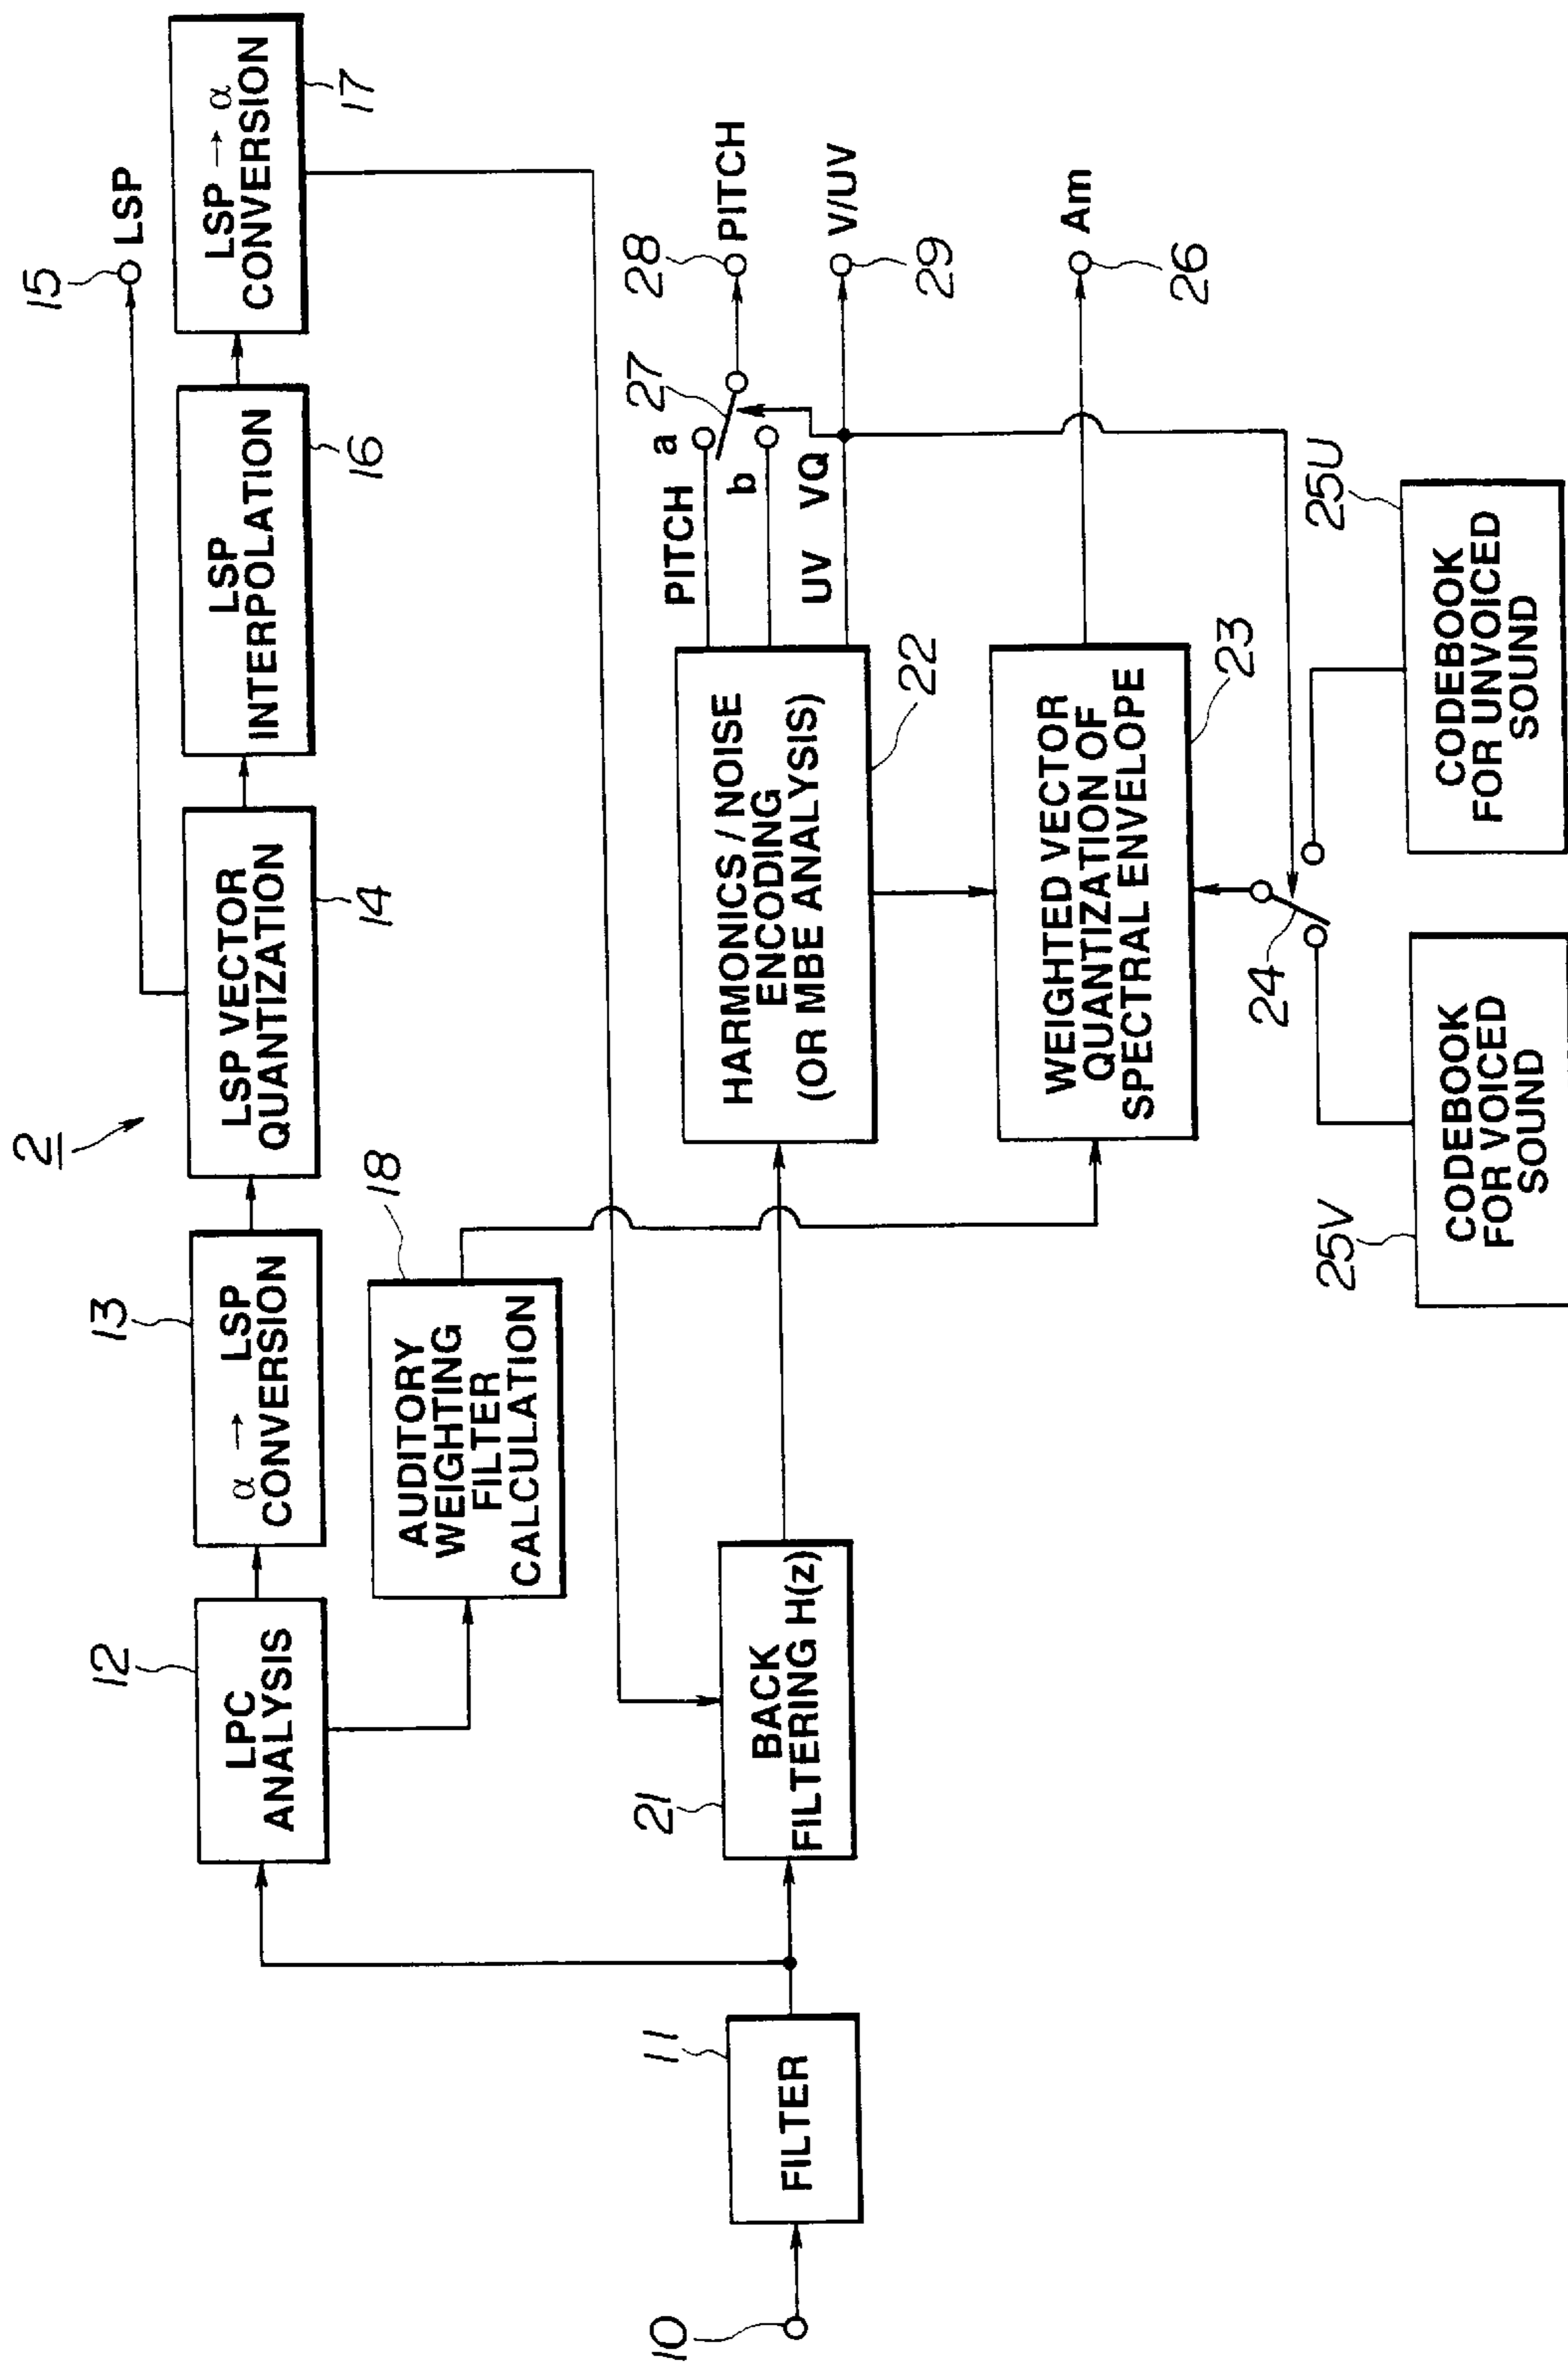 2
15
LSP
12
LPC
ANALYSIS
13
α → LSP
CONVERSION
14
LSP VECTOR
QUANTIZATION
16
LSP
INTERPOLATION
17
LSP → α
CONVERSION
18
AUDITORY
WEIGHTING
FILTER
CALCULATION
10
11
FILTER
21
BACK
FILTERING H(z)
22
HARMONICS / NOISE
ENCODING
(OR MBE ANALYSIS)
PITCH a
b
UV VQ
27
28
PITCH
V/UV
29
23
WEIGHTED VECTOR
QUANTIZATION OF
SPECTRAL ENVELOPE
Am
26
24
25V
CODEBOOK
FOR VOICED
SOUND
25U
CODEBOOK
FOR UNVOICED
SOUND